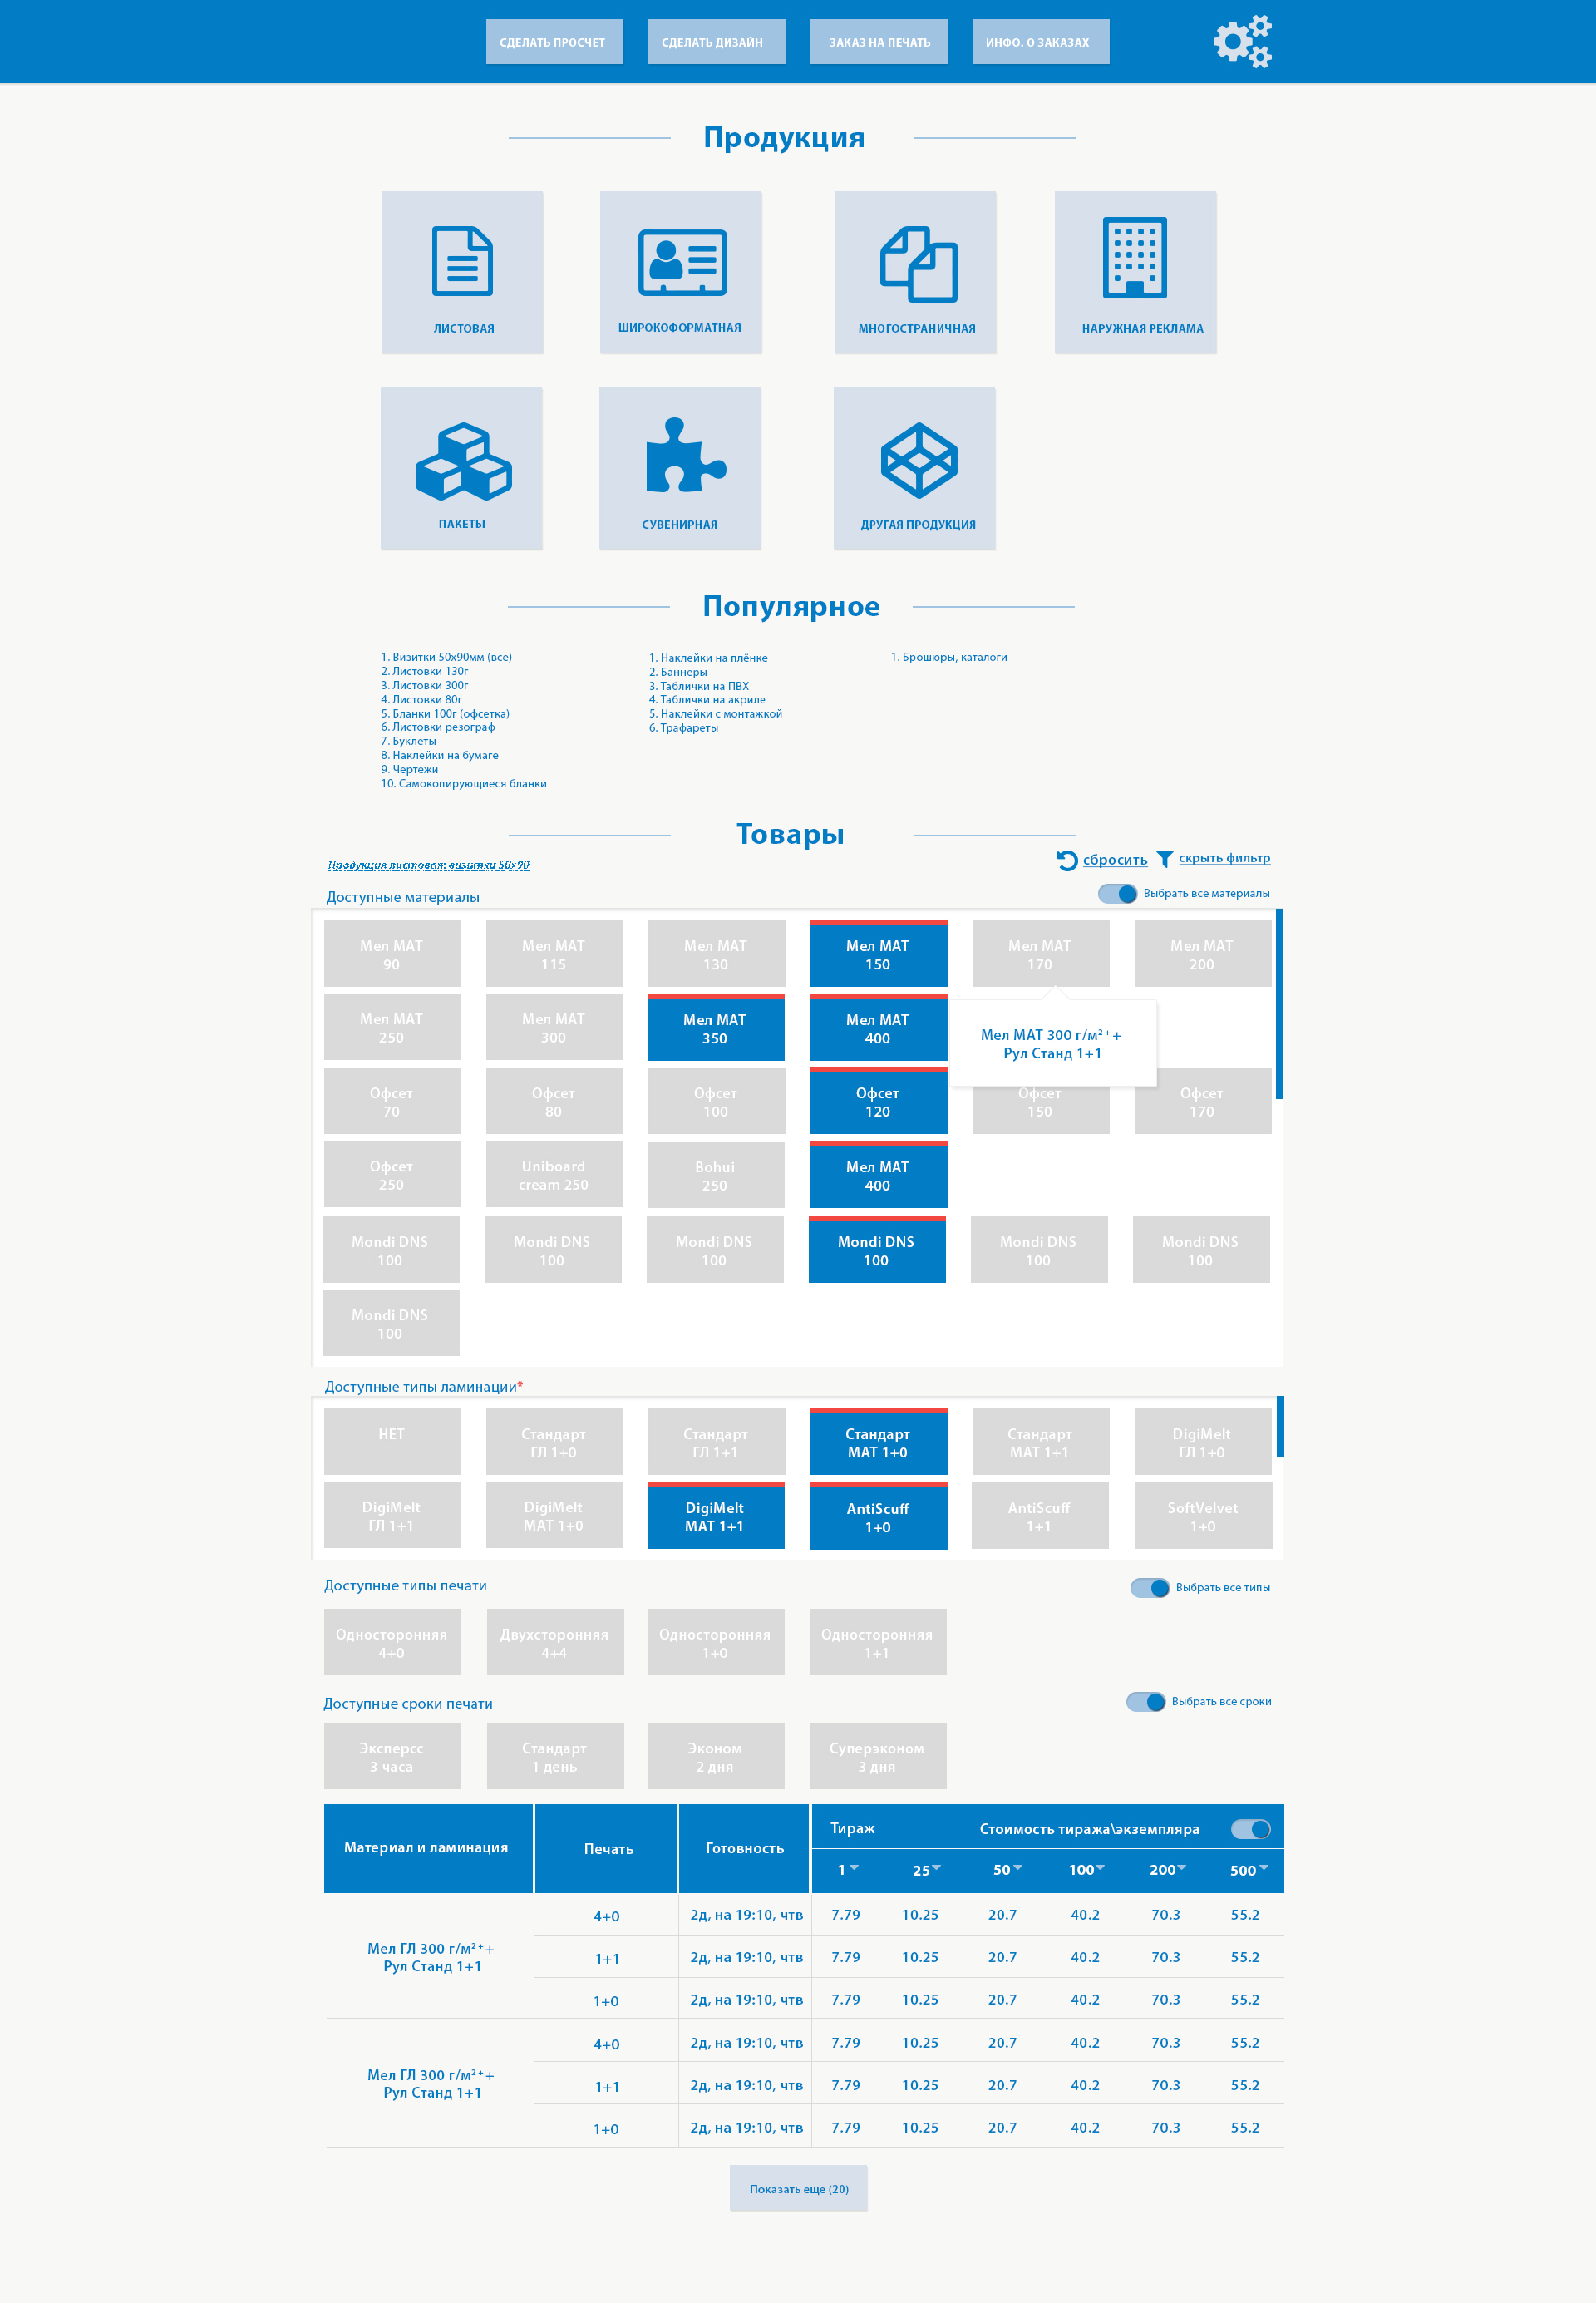 СДЕЛАТЬ ПРОСЧЕТ
СДЕЛАТЬ ДИЗАЙН
ЗАКАЗ НА ПЕЧАТЬ
ИНФО. О ЗАКАЗАХ
Продукция
ЛИСТОВАЯ
ШИРОКОФОРМАТНАЯ
МНОГОСТРАНИЧНАЯ
НАРУЖНАЯ РЕКЛАМА
ПАКЕТЫ
СУВЕНИРНАЯ
ДРУГАЯ ПРОДУКЦИЯ
Популярное
1. Визитки 50х90мм (все)
2. Листовки 130г
3. Листовки 300г
4. Листовки 80г
5. Бланки 100г (офсетка)
6. Листовки резограф
7. Буклеты
8. Наклейки на бумаге
9. Чертежи
10. Самокопирующиеся бланки
1. Наклейки на плёнке
2. Баннеры
3. Таблички на ПВХ
4. Таблички на акриле
5. Наклейки с монтажкой
6. Трафареты
1. Брошюры, каталоги
Товары
Продукция листовая: визитки 50х90
сбросить
скрыть фильтр
Доступные материалы
Выбрать все материалы
Мел МАТ
90
Мел МАТ
115
Мел МАТ
130
Мел МАТ
150
Мел МАТ
170
Мел МАТ
200
Мел МАТ
250
Мел МАТ
300
Мел МАТ
350
Мел МАТ
400
Мел МАТ 300 г/м² ⁺ +
Рул Станд 1+1
Офсет
70
Офсет
80
Офсет
100
Офсет
120
Офсет
150
Офсет
170
Офсет
250
Uniboard
cream 250
Bohui
250
Мел МАТ
400
Mondi DNS
100
Mondi DNS
100
Mondi DNS
100
Mondi DNS
100
Mondi DNS
100
Mondi DNS
100
Mondi DNS
100
Доступные типы ламинации*
НЕТ
Стандарт
ГЛ 1+0
Стандарт
ГЛ 1+1
Стандарт
МАТ 1+0
Стандарт
МАТ 1+1
DigiMelt
ГЛ 1+0
DigiMelt
ГЛ 1+1
DigiMelt
МАТ 1+0
DigiMelt
МАТ 1+1
AntiScuff
1+0
AntiScuff
1+1
SoftVelvet
1+0
Доступные типы печати
Выбрать все типы
Односторонняя
4+0
Двухсторонняя
4+4
Односторонняя
1+0
Односторонняя
1+1
Доступные сроки печати
Выбрать все сроки
Эксперсс
3 часа
Стандарт
1 день
Эконом
2 дня
Суперэконом
3 дня
Материал и ламинация
Печать
Готовность
Тираж
Стоимость тиража\экземпляра
1 25 50 100 200 500
Мел ГЛ 300 г/м² ⁺ +
Рул Станд 1+1
4+0 2д, на 19:10, чтв 7.79 10.25 20.7 40.2 70.3 55.2
1+1 2д, на 19:10, чтв 7.79 10.25 20.7 40.2 70.3 55.2
1+0 2д, на 19:10, чтв 7.79 10.25 20.7 40.2 70.3 55.2
Мел ГЛ 300 г/м² ⁺ +
Рул Станд 1+1
4+0 2д, на 19:10, чтв 7.79 10.25 20.7 40.2 70.3 55.2
1+1 2д, на 19:10, чтв 7.79 10.25 20.7 40.2 70.3 55.2
1+0 2д, на 19:10, чтв 7.79 10.25 20.7 40.2 70.3 55.2
Показать еще (20)